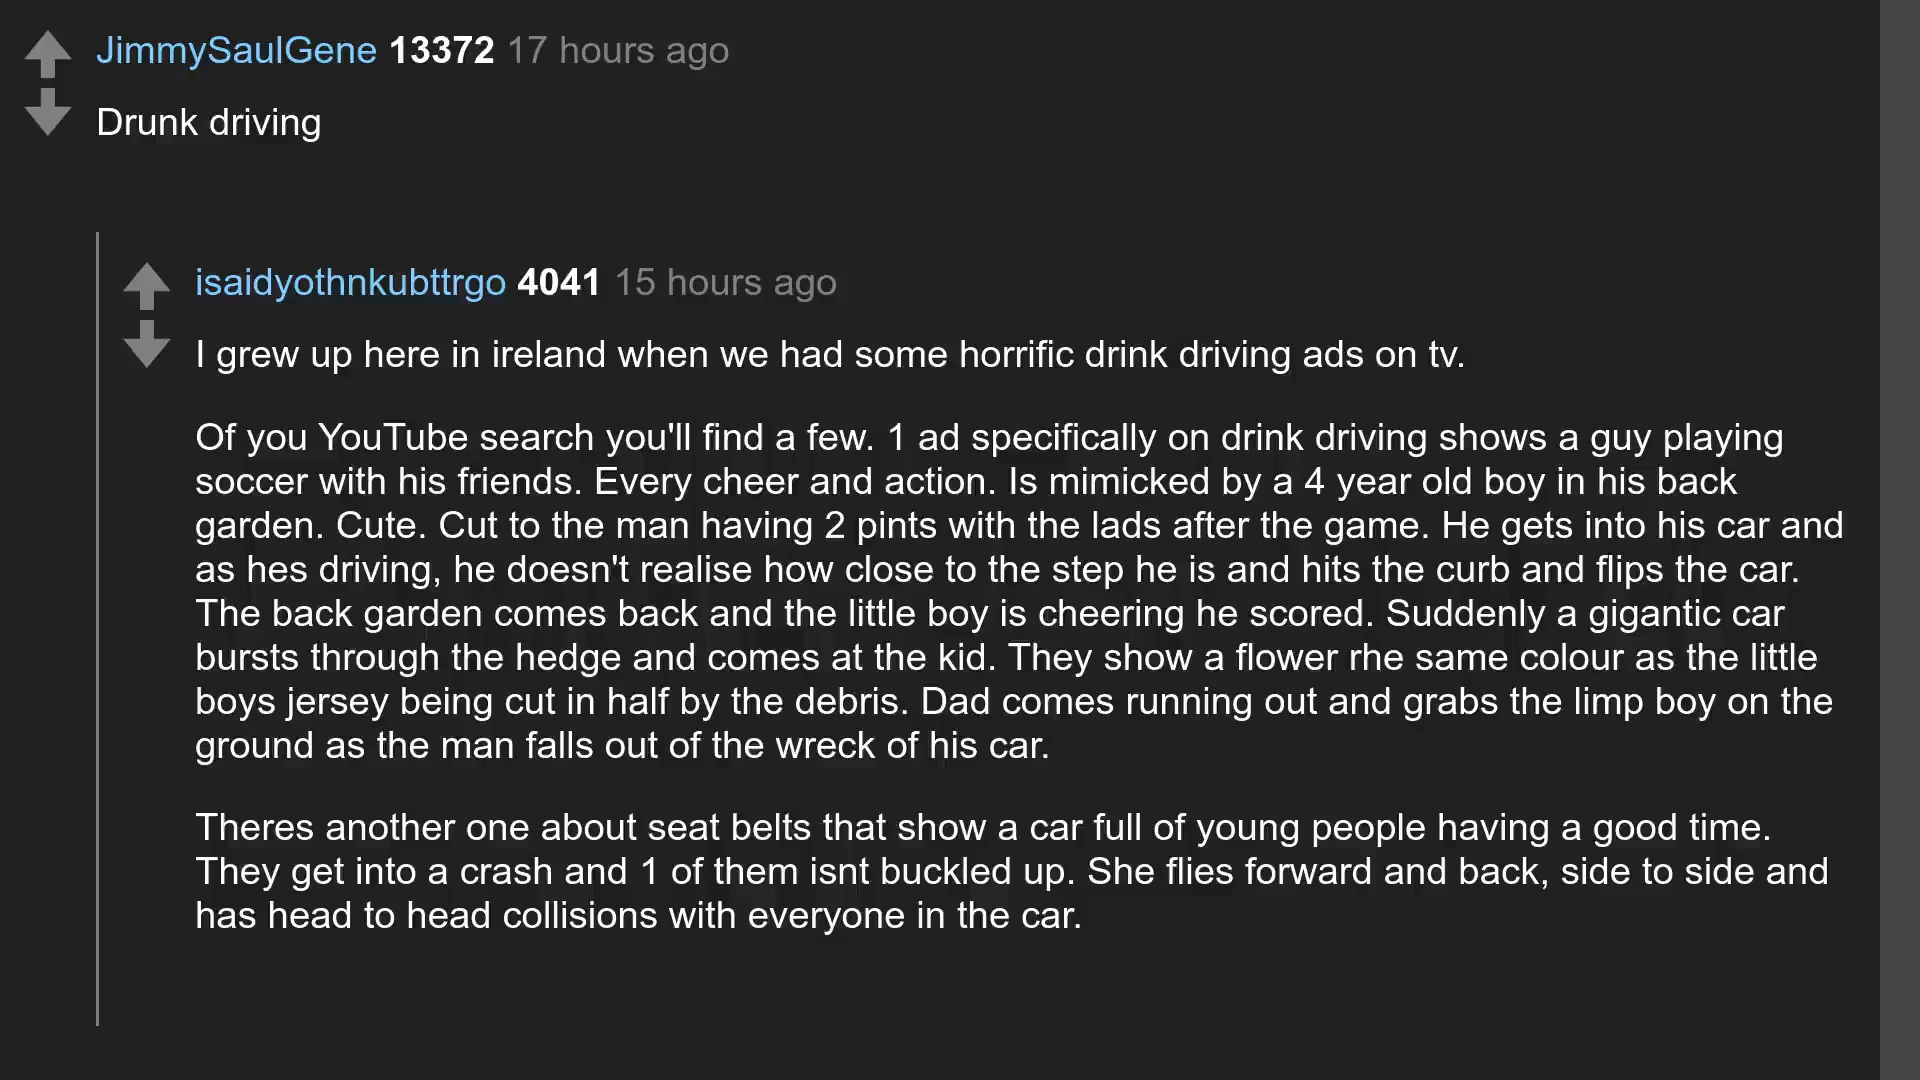 JimmySaulGene 13372 17 hours ago
Drunk driving
isaidyothnkubttrgo 4041 15 hours ago
I grew up here in ireland when we had some horrific drink driving ads on tv.
Of you YouTube search you'll find a few. 1 ad specifically on drink driving shows a guy playing
soccer with his friends. Every cheer and action. Is mimicked by a 4 year old boy in his back
garden. Cute. Cut to the man having 2 pints with the lads after the game. He gets into his car and
as hes driving, he doesn't realise how close to the step he is and hits the curb and flips the car.
The back garden comes back and the little boy is cheering he scored. Suddenly a gigantic car
bursts through the hedge and comes at the kid. They show a flower rhe same colour as the little
boys jersey being cut in half by the debris. Dad comes running out and grabs the limp boy on the
ground as the man falls out of the wreck of his car.
Theres another one about seat belts that show a car full of young people having a good time.
They get into a crash and 1 of them isnt buckled up. She flies forward and back, side to side and
has head to head collisions with everyone in the car.